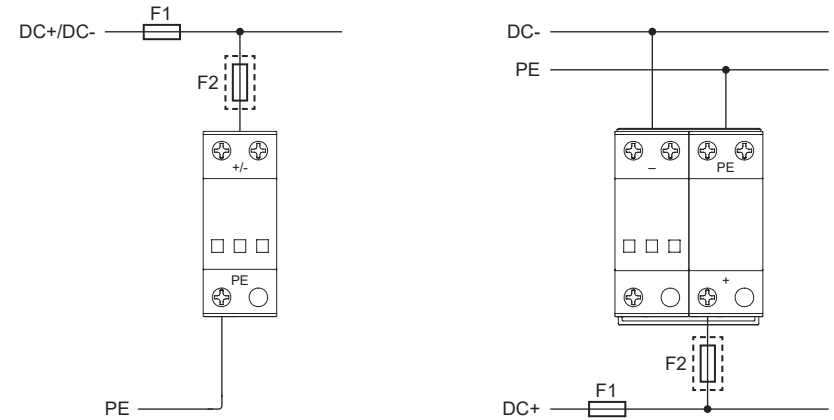 F1
DC+/DC-
F2
+/-
PE
PE
DC-
PE
–
PE
+
F2
F1
DC+